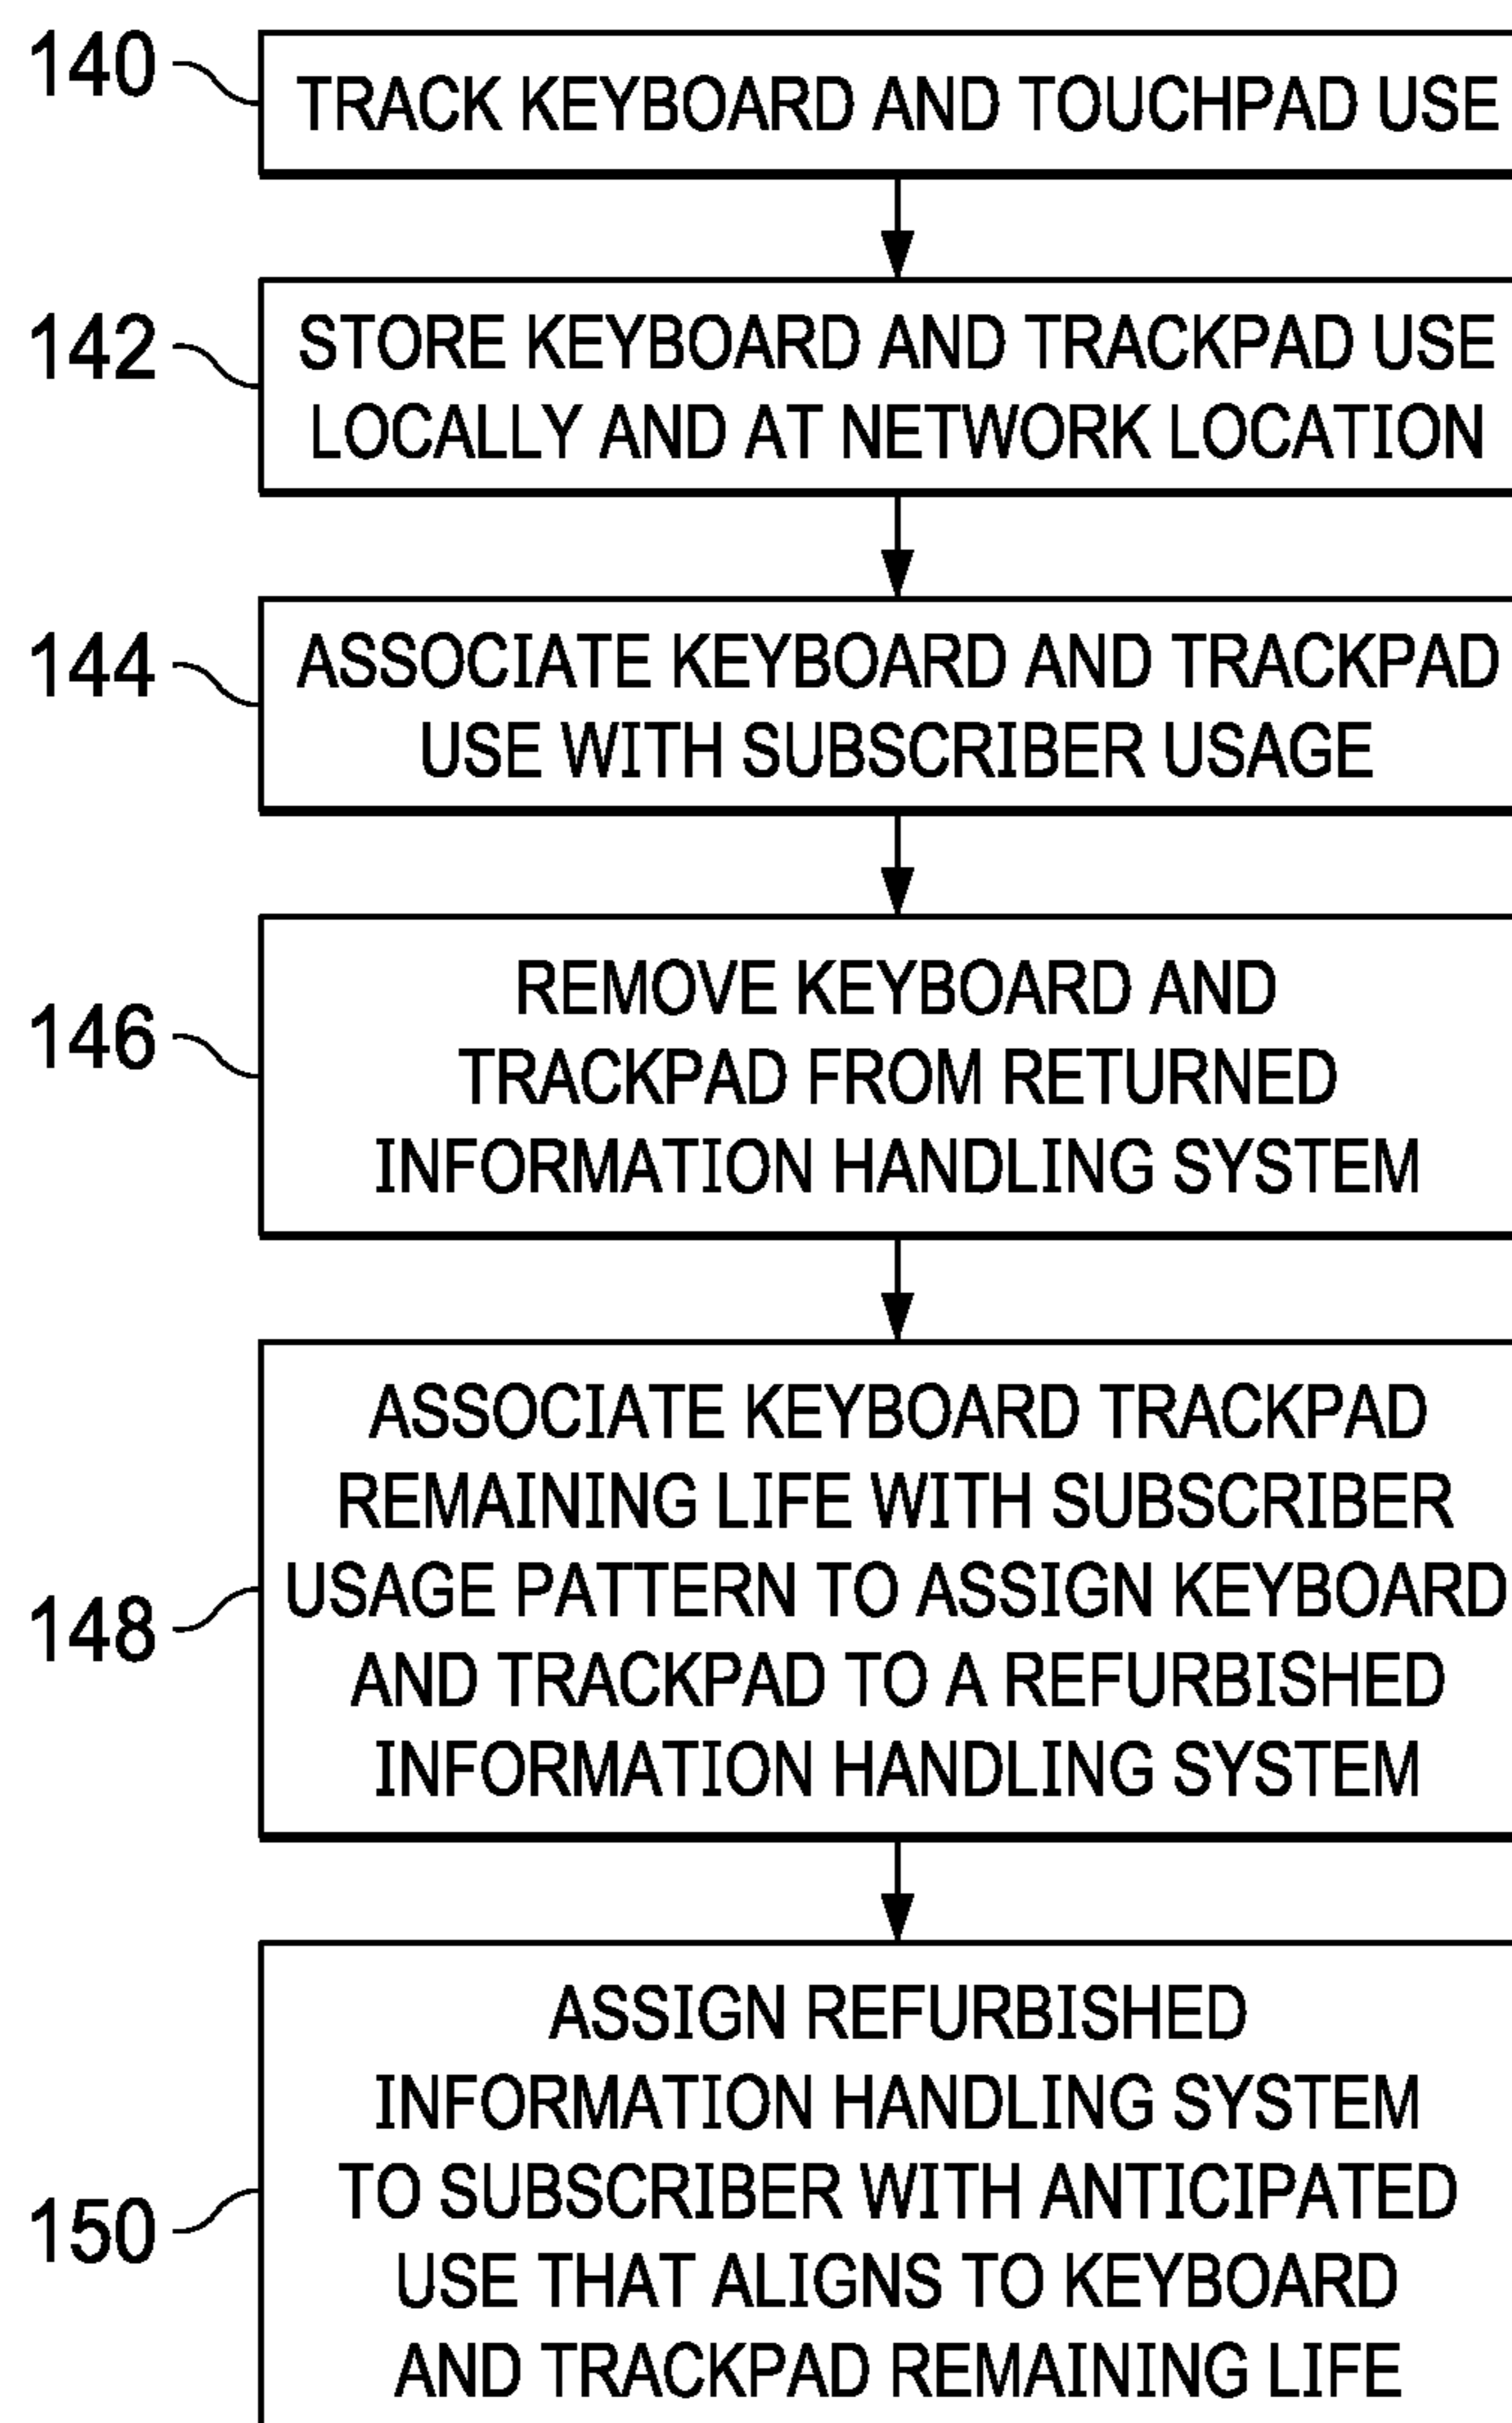 140
TRACK KEYBOARD AND TOUCHPAD USE
142
STORE KEYBOARD AND TRACKPAD USE
LOCALLY AND AT NETWORK LOCATION
144
ASSOCIATE KEYBOARD AND TRACKPAD
USE WITH SUBSCRIBER USAGE
146
REMOVE KEYBOARD AND
TRACKPAD FROM RETURNED
INFORMATION HANDLING SYSTEM
148
ASSOCIATE KEYBOARD TRACKPAD
REMAINING LIFE WITH SUBSCRIBER
USAGE PATTERN TO ASSIGN KEYBOARD
AND TRACKPAD TO A REFURBISHED
INFORMATION HANDLING SYSTEM
150
ASSIGN REFURBISHED
INFORMATION HANDLING SYSTEM
TO SUBSCRIBER WITH ANTICIPATED
USE THAT ALIGNS TO KEYBOARD
AND TRACKPAD REMAINING LIFE